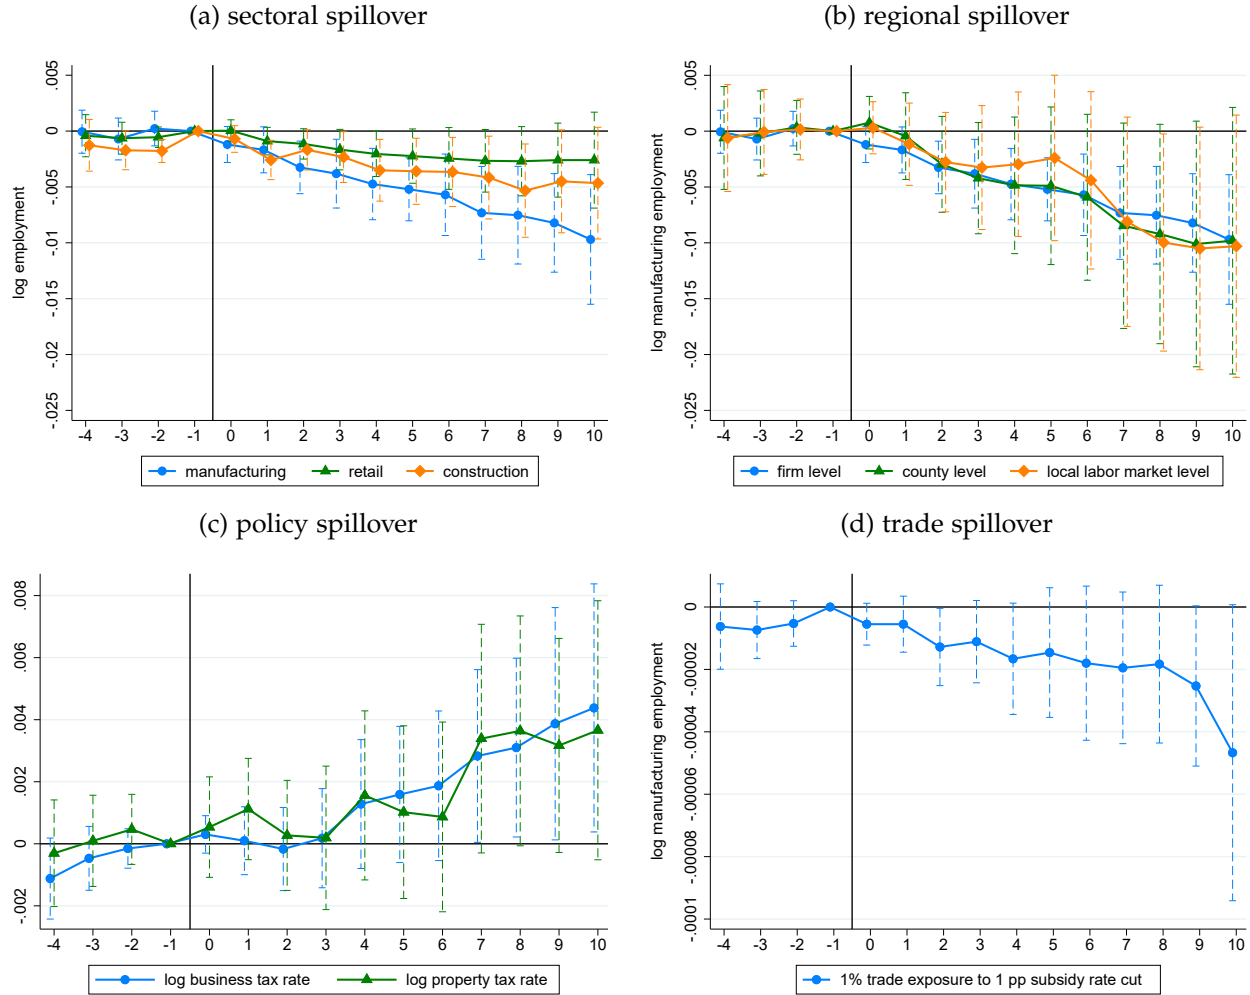 (a) sectoral spillover
.005
0
-.005
-.01
-.015
-.02
-.025
log employment
-4 -3 -2 -1 0 1 2 3 4 5 6 7 8 9 10
manufacturing retail construction
(b) regional spillover
.005
0
-.005
-.01
-.015
-.02
-.025
log manufacturing employment
-4 -3 -2 -1 0 1 2 3 4 5 6 7 8 9 10
firm level county level local labor market level
(c) policy spillover
.008
.006
.004
.002
0
-.002
-4 -3 -2 -1 0 1 2 3 4 5 6 7 8 9 10
log business tax rate log property tax rate
(d) trade spillover
0
-.00002
-.00004
-.00006
-.00008
-.0001
log manufacturing employment
-4 -3 -2 -1 0 1 2 3 4 5 6 7 8 9 10
1% trade exposure to 1 pp subsidy rate cut